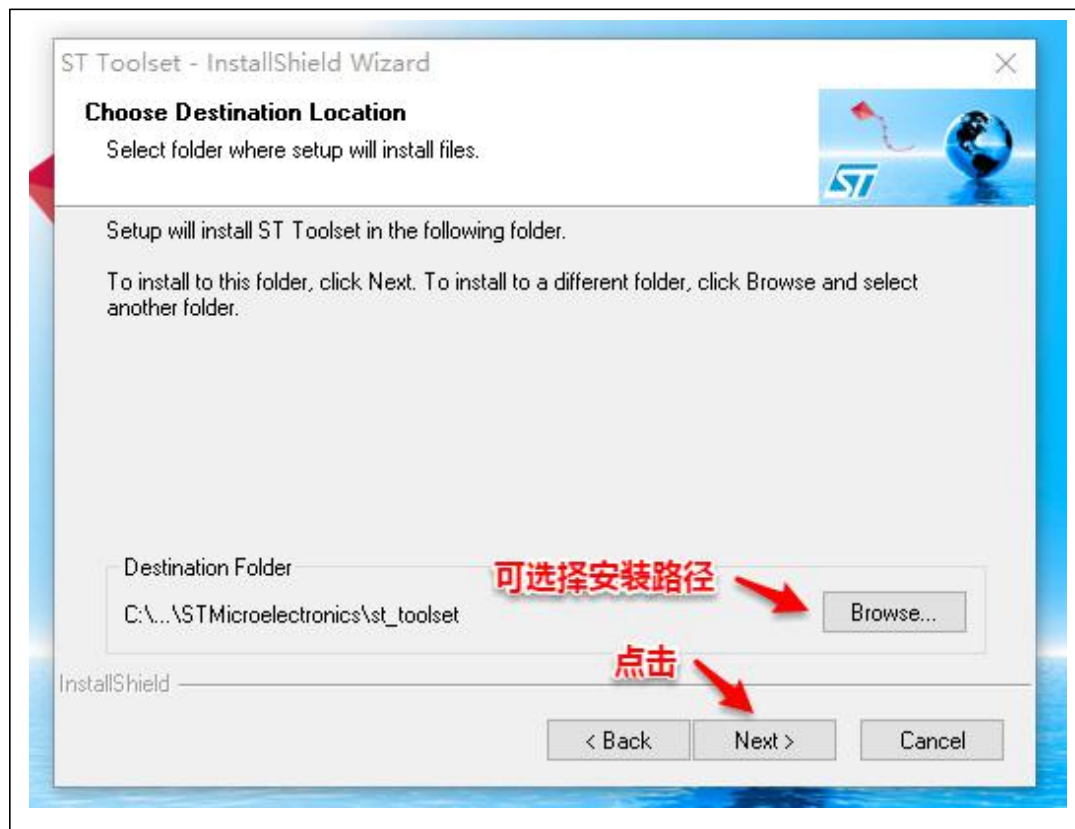 ST Toolset - InstallShield Wizard
Choose Destination Location
Select folder where setup will install files.
ST
Setup will install ST Toolset in the following folder.
To install to this folder, click Next. To install to a different folder, click Browse and select
another folder.
Destination Folder
可选择安装路径
C:\...\STMicroelectronics\st_toolset
Browse...
点击
InstallShield
< Back
Next >
Cancel